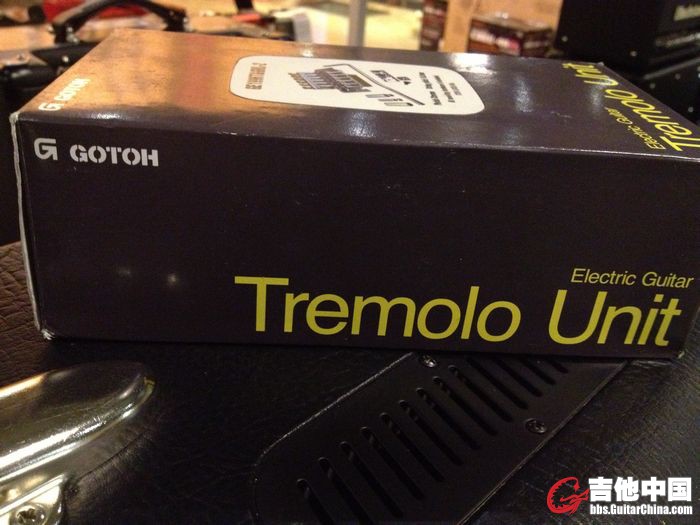 GOTOH
Electric Guitar
Tremolo Unit
GOTOH
Electric Guitar
Tremolo Unit
吉他中国
bbs.GuitarChina.com